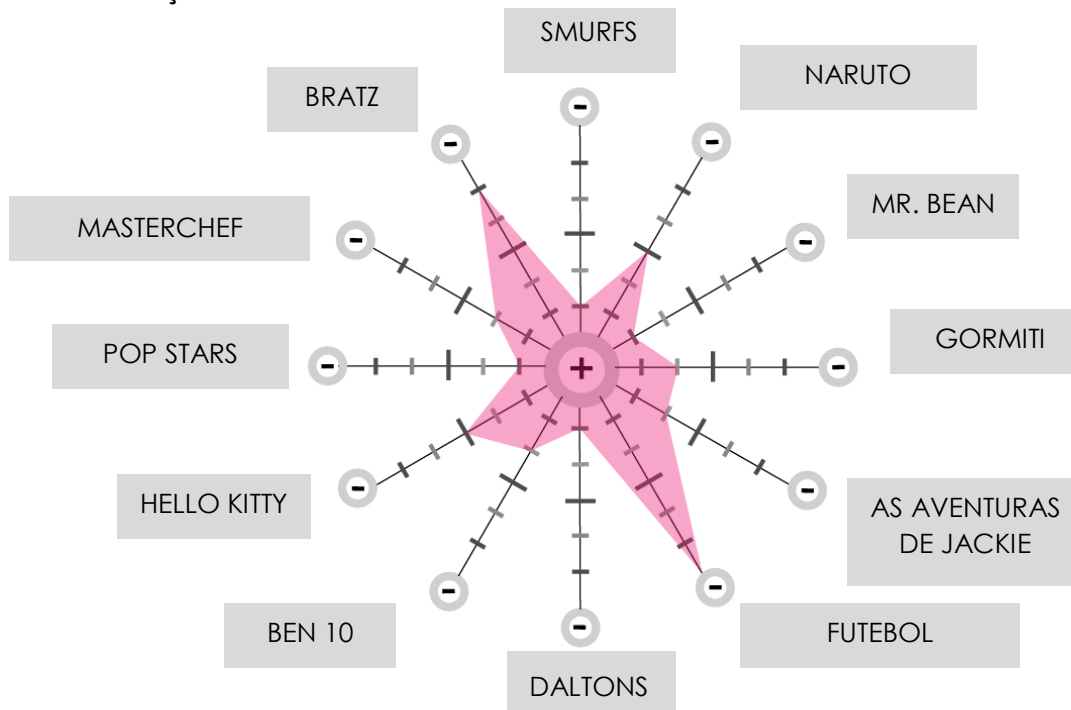 SMURFS
NARUTO
BRATZ
MR. BEAN
MASTERCHEF
GORMITI
POP STARS
HELLO KITTY
AS AVENTURAS
DE JACKIE
BEN 10
FUTEBOL
DALTONS